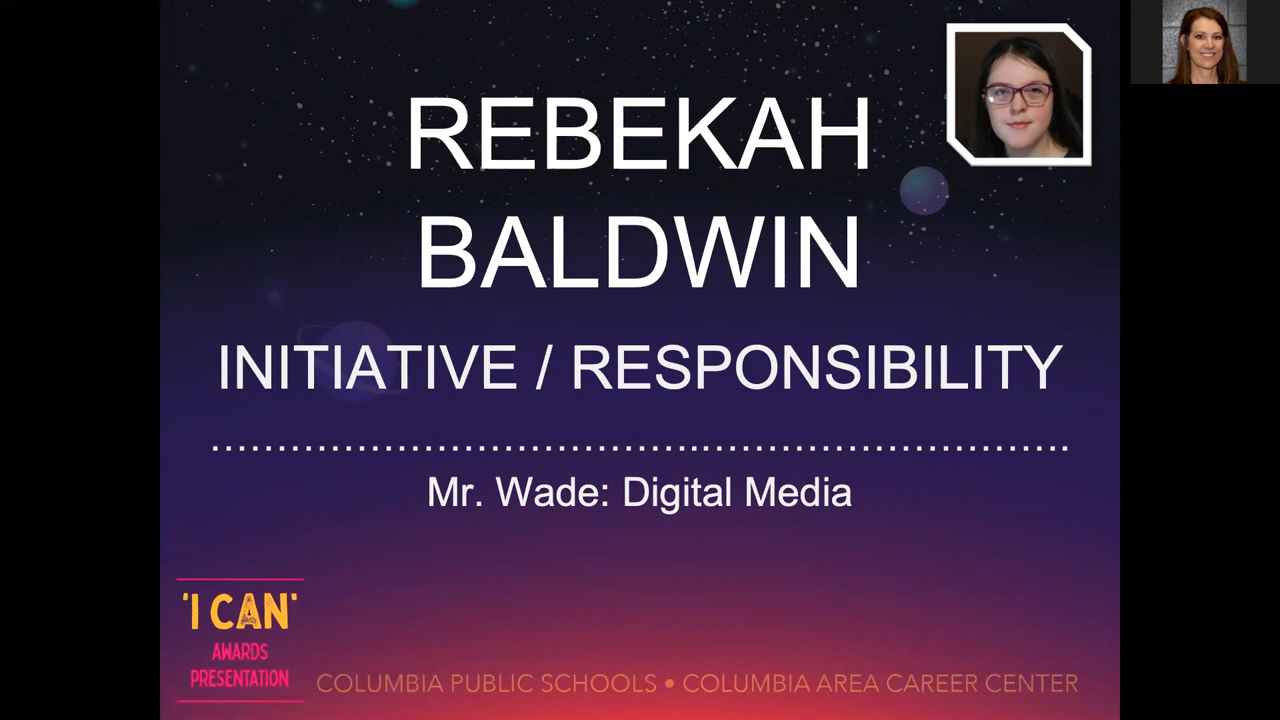 REBEKAH
BALDWIN
INITIATIVE / RESPONSIBILITY
Mr. Wade: Digital Media
'I CAN'
AWARDS
PRESENTATION
COLUMBIA PUBLIC SCHOOLS • COLUMBIA AREA CAREER CENTER